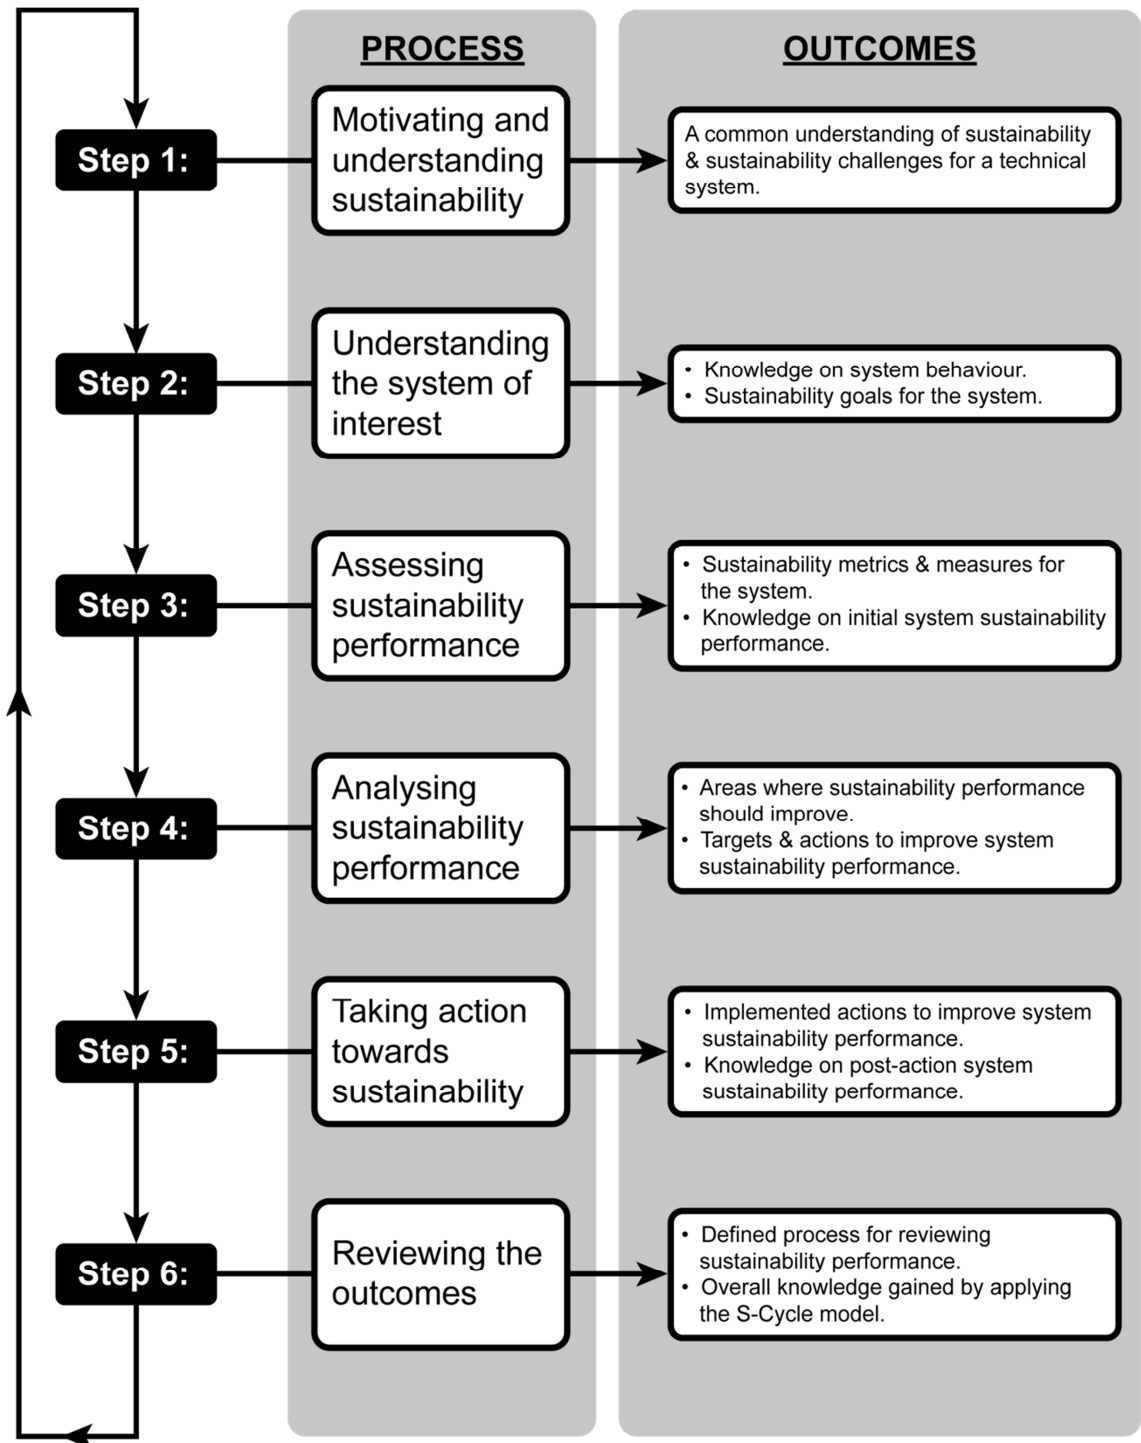 PROCESS
OUTCOMES
Step 1:
Motivating and
understanding
sustainability
A common understanding of sustainability
& sustainability challenges for a technical
system.
Step 2:
Understanding
the system of
interest
• Knowledge on system behaviour.
• Sustainability goals for the system.
Step 3:
Assessing
sustainability
performance
• Sustainability metrics & measures for
the system.
• Knowledge on initial system sustainability
performance.
Step 4:
Analysing
sustainability
performance
• Areas where sustainability performance
should improve.
• Targets & actions to improve system
sustainability performance.
Step 5:
Taking action
towards
sustainability
• Implemented actions to improve system
sustainability performance.
• Knowledge on post-action system
sustainability performance.
Step 6:
Reviewing the
outcomes
• Defined process for reviewing
sustainability performance.
• Overall knowledge gained by applying
the S-Cycle model.